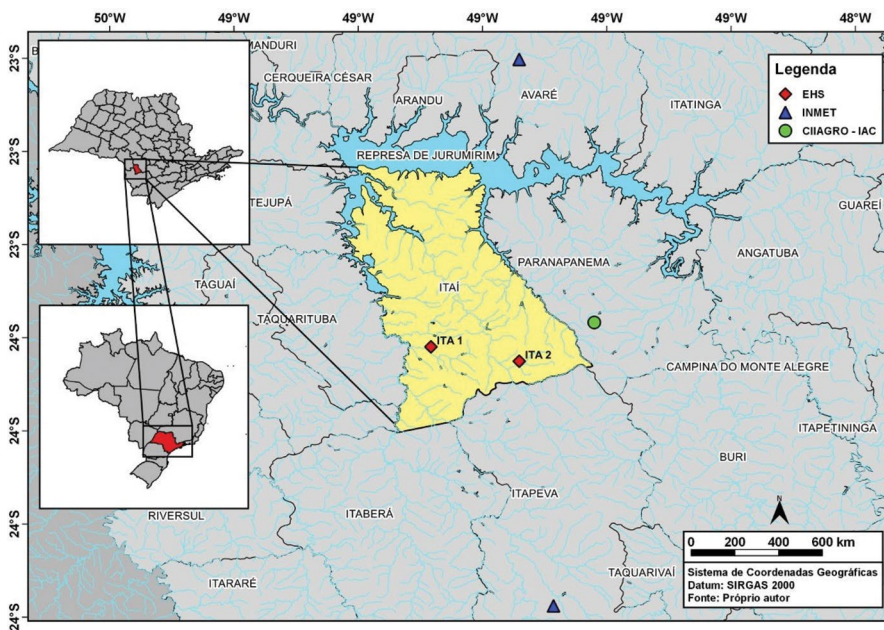 50°W 49°W 49°W 49°W 49°W 48°W
23°S
23°S
23°S
24°S
24°S
24°S
24°S
MANDURI
CERQUEIRA CÉSAR
ARANDU
AVARÉ
ITATINGA
REPRESA DE JURUMIRIM
TEJUPÁ
GUAREÍ
ANGATUBA
PARANAPANEMA
TAGUAÍ
ITAÍ
TAQUARITUBA
ITA 1
ITA 2
CAMPINA DO MONTE ALEGRE
ITAPETININGA
BURI
ITAPEVA
ITABERÁ
RIVERSUL
ITARARÉ
TAQUARIVAÍ
Legenda
EHS
INMET
CIIAGRO - IAC
N
0 200 400 600 km
Sistema de Coordenadas Geográficas
Datum: SIRGAS 2000
Fonte: Próprio autor